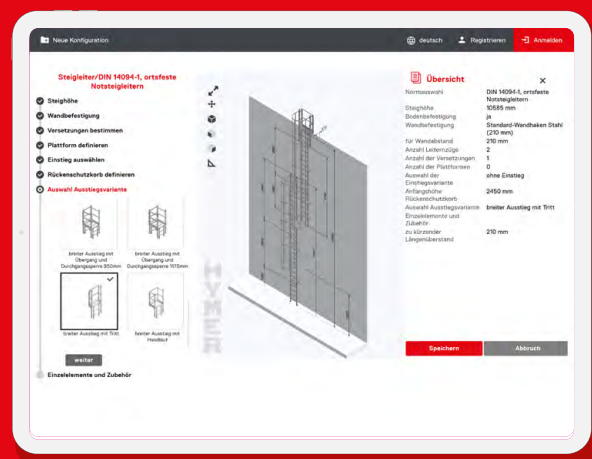 Neue Konfiguration
deutsch
Registrieren
Anmelden
Steigleiter/DIN 14094-1, ortsfeste
Notsteigleitern
Steighöhe
Wandbefestigung
Versetzungen bestimmen
Plattform definieren
Einstieg auswählen
Rückenschutzkorb definieren
Auswahl Ausstiegsvariante
breiter Ausstieg mit
Übergang und
Durchgangssperre 950mm
breiter Ausstieg mit
Übergang und
Durchgangssperre 1175mm
breiter Ausstieg mit Tritt
breiter Ausstieg mit
Handlauf
weiter
Einzelelemente und Zubehör
HYMER
Übersicht
Normauswahl DIN 14094-1, ortsfeste
Notsteigleitern
Steighöhe 10585 mm
Bodenbefestigung ja
Wandbefestigung Standard-Wandhaken Stahl
(210 mm)
für Wandabstand 210 mm
Anzahl Leiternzüge 2
Anzahl der Versetzungen 1
Anzahl der Plattformen 0
Auswahl der ohne Einstieg
Einstiegsvariante
Anfangshöhe 2450 mm
Rückenschutzkorb
Auswahl Ausstiegsvariante breiter Ausstieg mit Tritt
Einzelelemente und
Zubehör
zu kürzender 210 mm
Längenüberstand
Speichern
Abbruch